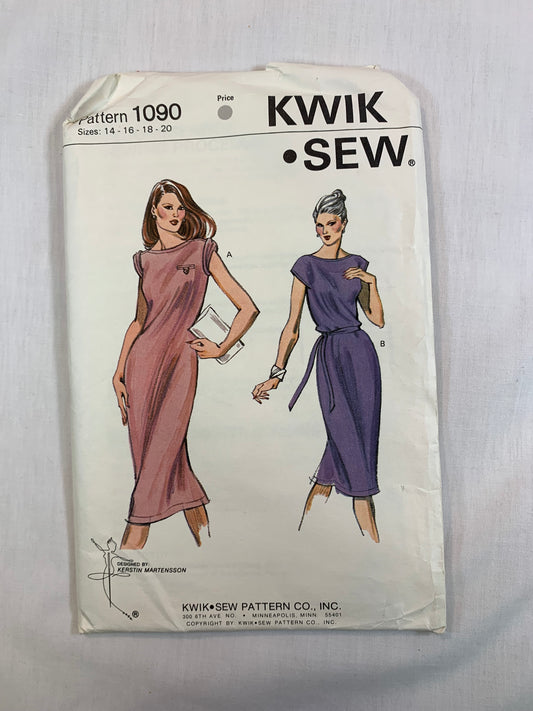 Pattern 1090
Sizes: 14 - 16 - 18 - 20
Price
KWIK
•SEW®
A
B
DESIGNED BY:
KERSTIN MARTENSSON
®
KWIK•SEW PATTERN CO., INC.
300 6TH AVE NO. • MINNEAPOLIS, MINN 55401
COPYRIGHT BY KWIK•SEW PATTERN CO., INC.